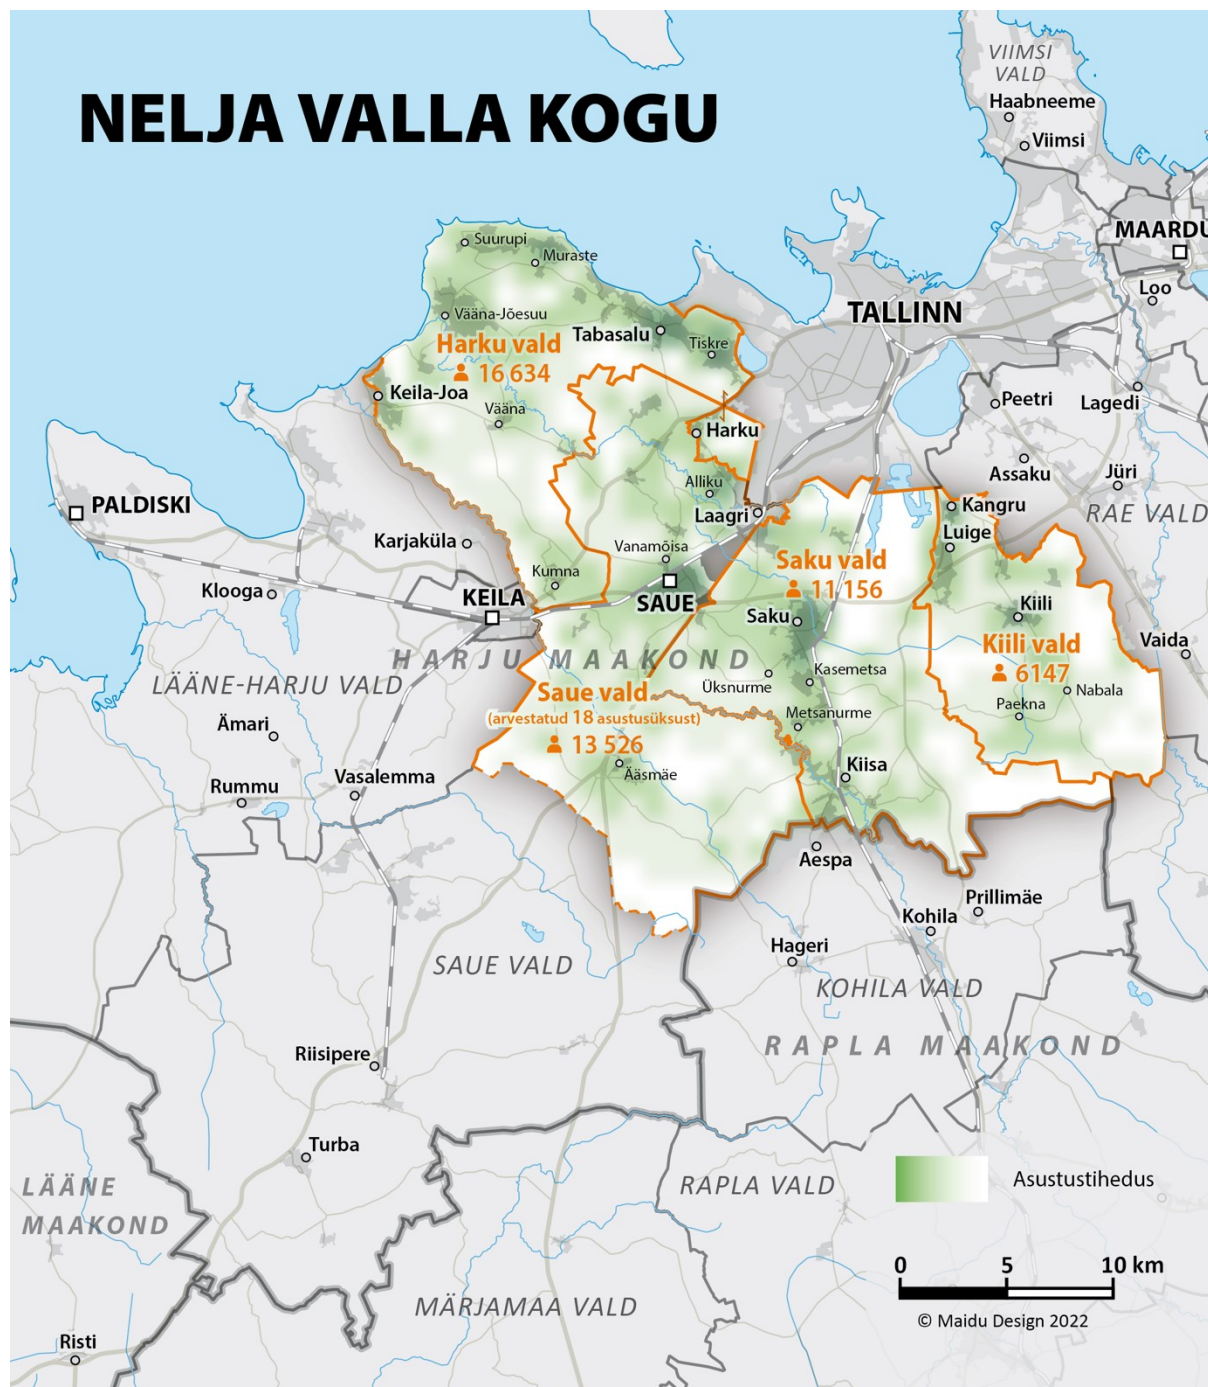 NELJA VALLA KOGU
VIIMSI
VALD
Haabneeme
Viimsi
MAARDU
Loo
TALLINN
Suurupi
Muraste
Vääna-Jõesuu
Tabasalu
Tiskre
Harku vald
16 634
Keila-Joa
Vääna
Harku
Peetri
Lagedi
Assaku
Jüri
RAE VALD
Alliku
Laagri
Kangru
Luige
PALDISKI
Karjaküla
Vanamõisa
Saku vald
11 156
Klooga
Kumna
KEILA
SAUE
Saku
Kiili
Kiili vald
6147
Vaida
HARJU MAAKOND
LÄÄNE-HARJU VALD
Saue vald
(arvestatud 18 asustusüksust)
13 526
Üksnurme
Kasemetsa
Nabala
Paekna
Metsanurme
Ämari
Ääsmäe
Kiisa
Rummu
Vasalemma
Aespa
Prillimäe
Kohila
Hageri
SAUE VALD
KOHILA VALD
RAPLA MAAKOND
Riisipere
Turba
LÄÄNE
MAAKOND
RAPLA VALD
Asustustihedus
MÄRJAMAA VALD
0 5 10 km
© Maidu Design 2022
Risti